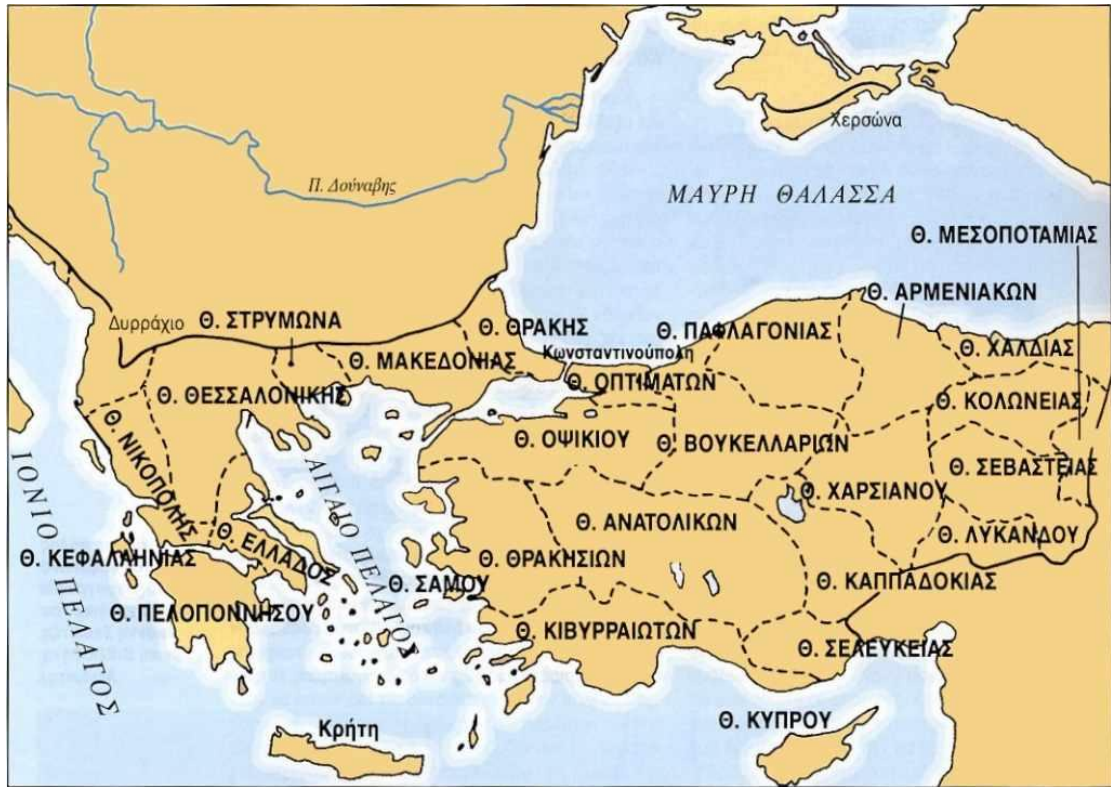 Χερσώνα
Π. Δούναβης
ΜΑΥΡΗ ΘΑΛΑΣΣΑ
Θ. ΜΕΣΟΠΟΤΑΜΙΑΣ
Θ. ΑΡΜΕΝΙΑΚΩΝ
Δυρράχιο
Θ. ΣΤΡΥΜΩΝΑ
Θ. ΘΡΑΚΗΣ
Θ. ΠΑΦΛΑΓΟΝΙΑΣ
Θ. ΧΑΛΔΙΑΣ
Κωνσταντινούπολη
Θ. ΜΑΚΕΔΟΝΙΑΣ
Θ. ΟΠΤΙΜΑΤΩΝ
Θ. ΘΕΣΣΑΛΟΝΙΚΗΣ
Θ. ΚΟΛΩΝΕΙΑΣ
Θ. ΝΙΚΟΠΟΛΗΣ
Θ. ΟΨΙΚΙΟΥ
Θ. ΒΟΥΚΕΛΛΑΡΙΩΝ
Θ. ΣΕΒΑΣΤΕΙΑΣ
ΙΟΝΙΟ ΠΕΛΑΓΟΣ
ΑΙΓΑΙΟ ΠΕΛΑΓΟΣ
Θ. ΧΑΡΣΙΑΝΟΥ
Θ. ΑΝΑΤΟΛΙΚΩΝ
Θ. ΛΥΚΑΝΔΟΥ
Θ. ΕΛΛΑΔΟΣ
Θ. ΚΕΦΑΛΛΗΝΙΑΣ
Θ. ΘΡΑΚΗΣΙΩΝ
Θ. ΣΑΜΟΥ
Θ. ΚΑΠΠΑΔΟΚΙΑΣ
Θ. ΠΕΛΟΠΟΝΝΗΣΟΥ
Θ. ΚΙΒΥΡΡΑΙΩΤΩΝ
Θ. ΣΕΛΕΥΚΕΙΑΣ
Κρήτη
Θ. ΚΥΠΡΟΥ